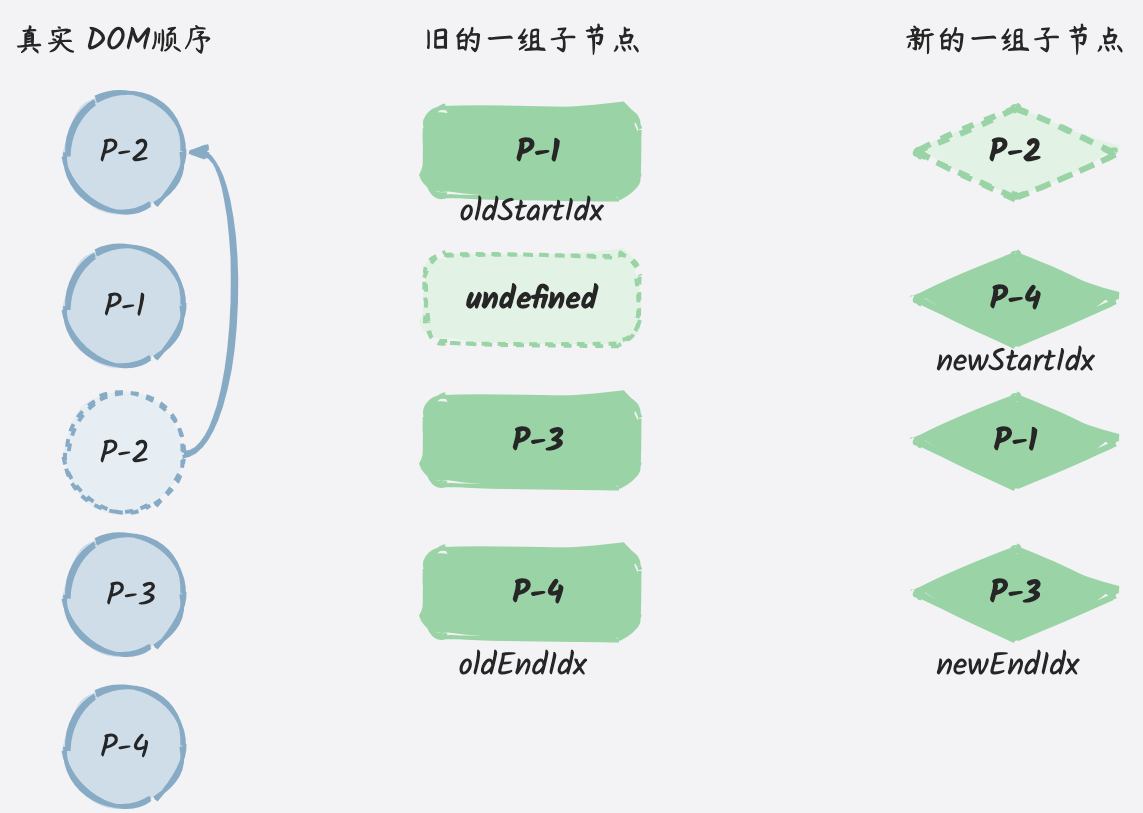 真实 DOM顺序
P-2
P-1
P-2
P-3
P-4
旧的一组子节点
P-1
oldStartIdx
undefined
P-3
P-4
oldEndIdx
新的一组子节点
P-2
P-4
newStartIdx
P-1
P-3
newEndIdx